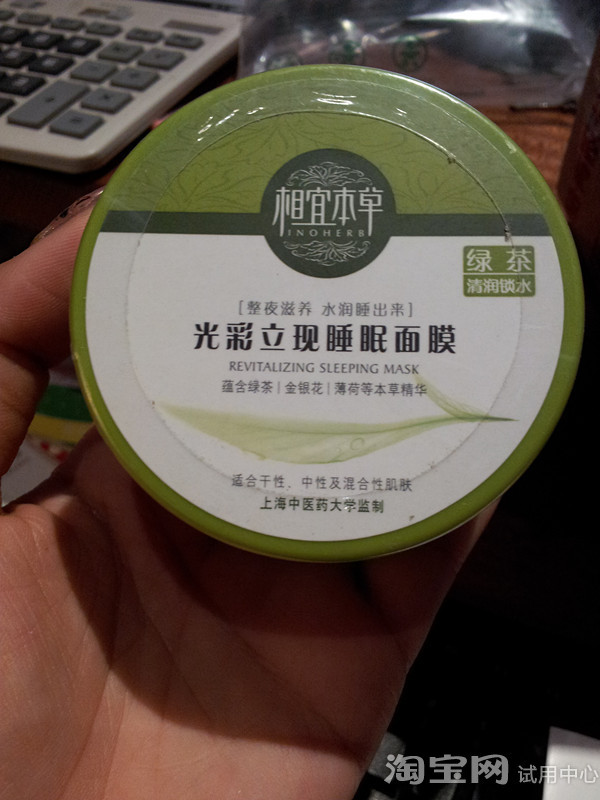 相宜本草
INOHERB
绿茶
清润锁水
[整夜滋养 水润睡出来]
光彩立现睡眠面膜
REVITALIZING SLEEPING MASK
蕴含绿茶|金银花|薄荷等本草精华
适合干性、中性及混合性肌肤
上海中医药大学监制
淘宝网 试用中心